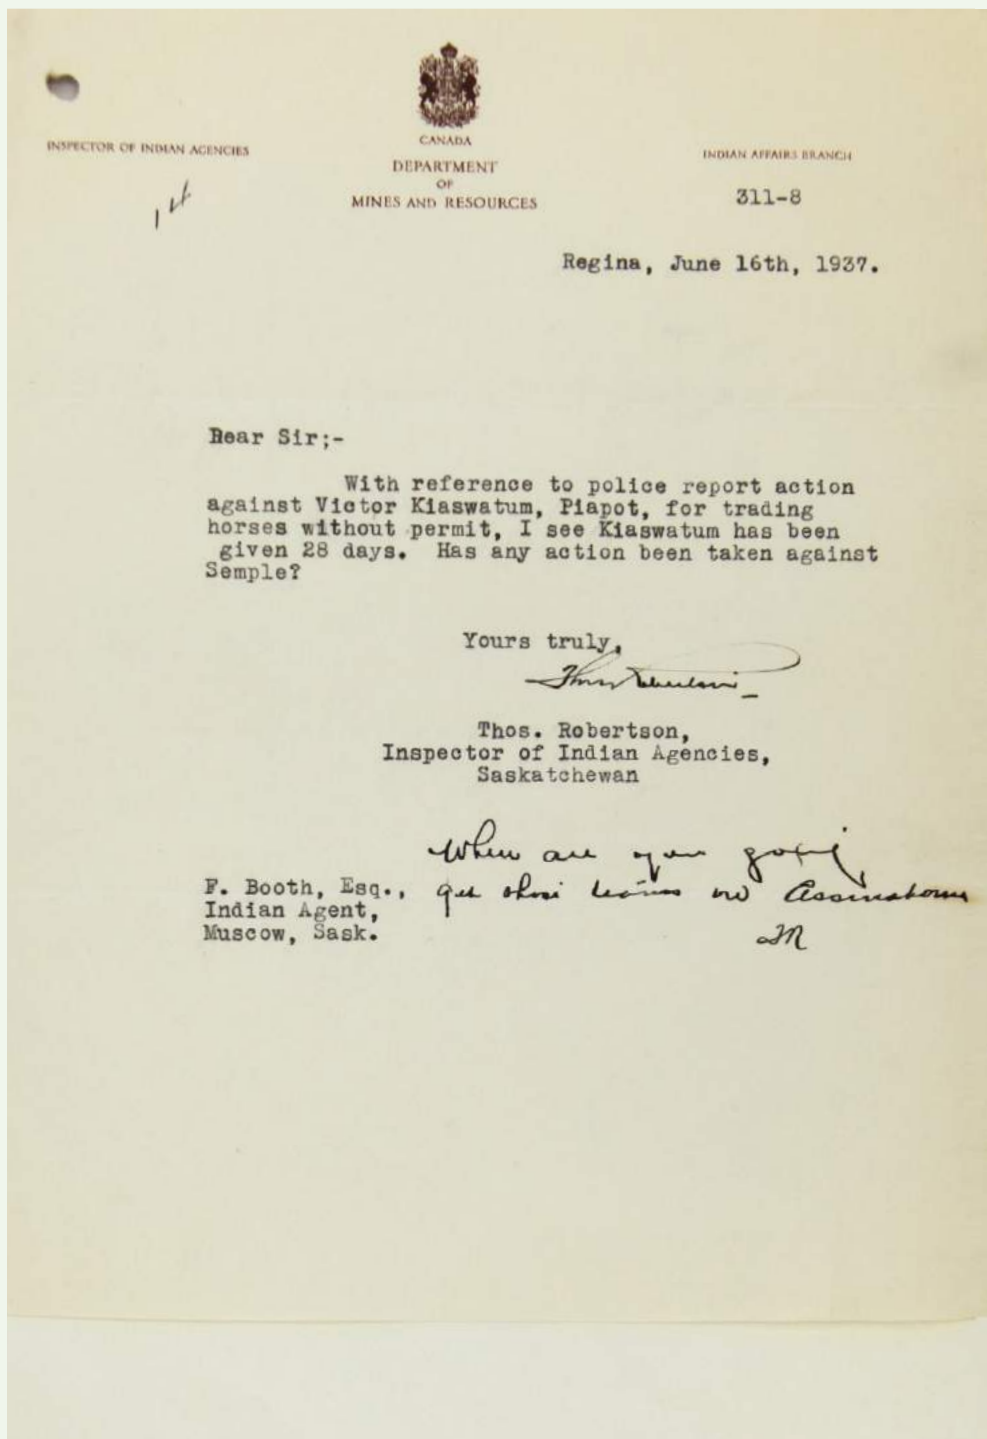 CANADA
INSPECTOR OF INDIAN AGENCIES
INDIAN AFFAIRS BRANCH
DEPARTMENT
OF
MINES AND RESOURCES
311-8
Regina, June 16th, 1937.
Dear Sir;-
With reference to police report action
against Victor Kiaswatum, Piapot, for trading
horses without permit, I see Kiaswatum has been
given 28 days. Has any action been taken against
Semple?
Yours truly,
Thos. Robertson,
Inspector of Indian Agencies,
Saskatchewan
When are you going
F. Booth, Esq.,
Indian Agent,
Muscow, Sask.